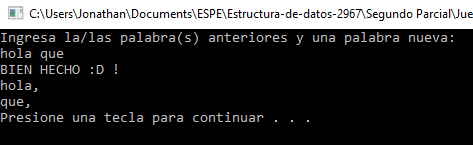 C:\Users\Jonathan\Documents\ESPE\Estructura-de-datos-2967\Segundo Parcial\Jue
Ingresa la/las palabra(s) anteriores y una palabra nueva:
hola que
BIEN HECHO :D !
hola,
que,
Presione una tecla para continuar . . .